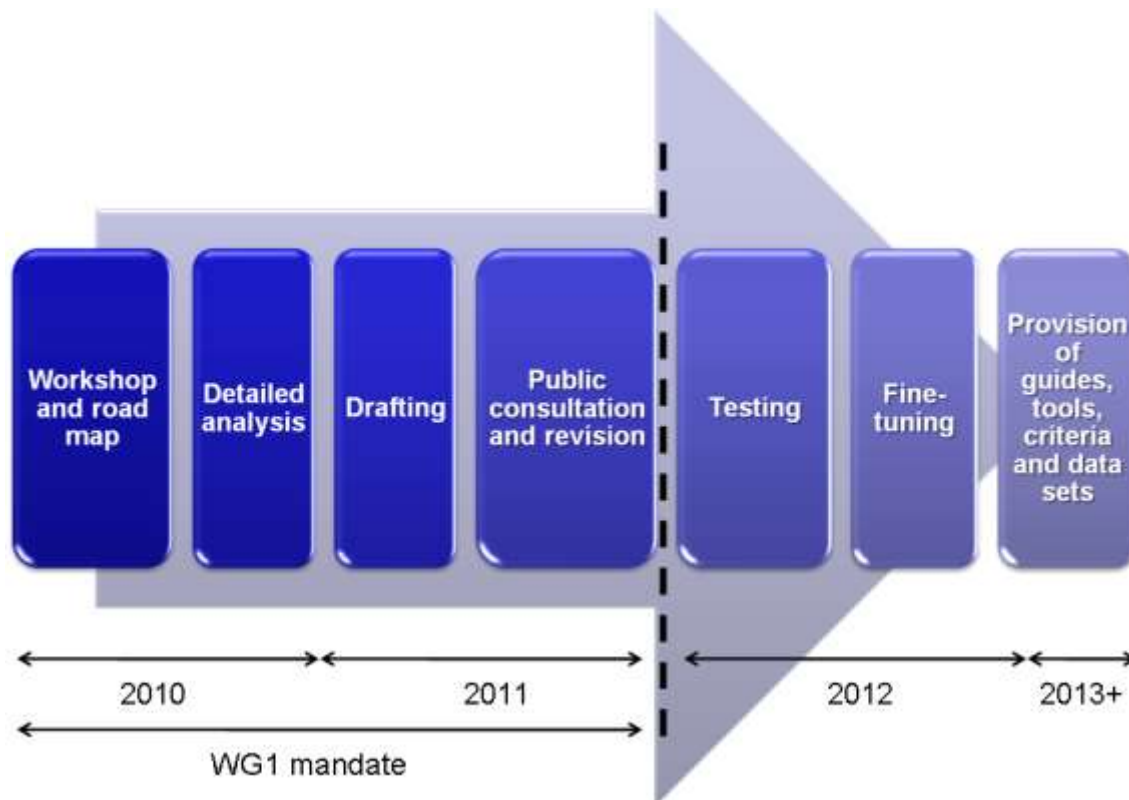 Workshop
and road
map
Detailed
analysis
Drafting
Public
consultation
and revision
Testing
Fine-
tuning
Provision
of
guides,
tools,
criteria
and data
sets
2010
2011
2012
2013+
WG1 mandate